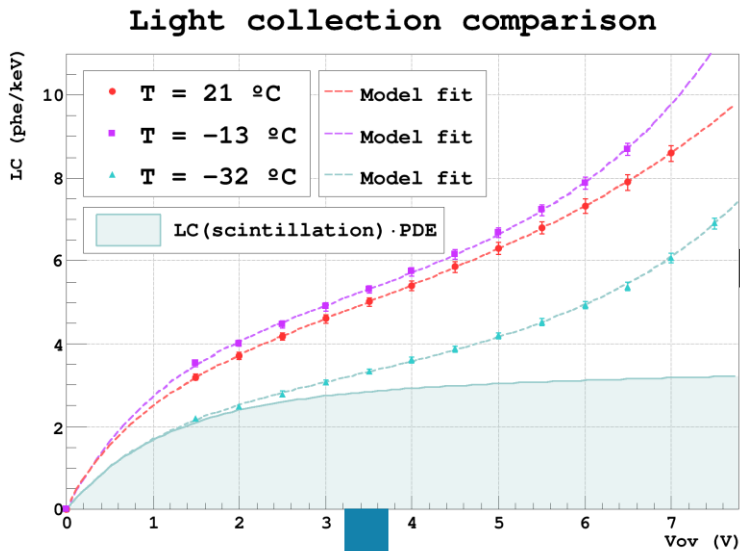 Light collection comparison
LC (phe/keV)
10
8
6
4
2
0
T = 21 ºC
T = −13 ºC
T = −32 ºC
Model fit
Model fit
Model fit
LC(scintillation)·PDE
0 1 2 3 4 5 6 7
Vov (V)